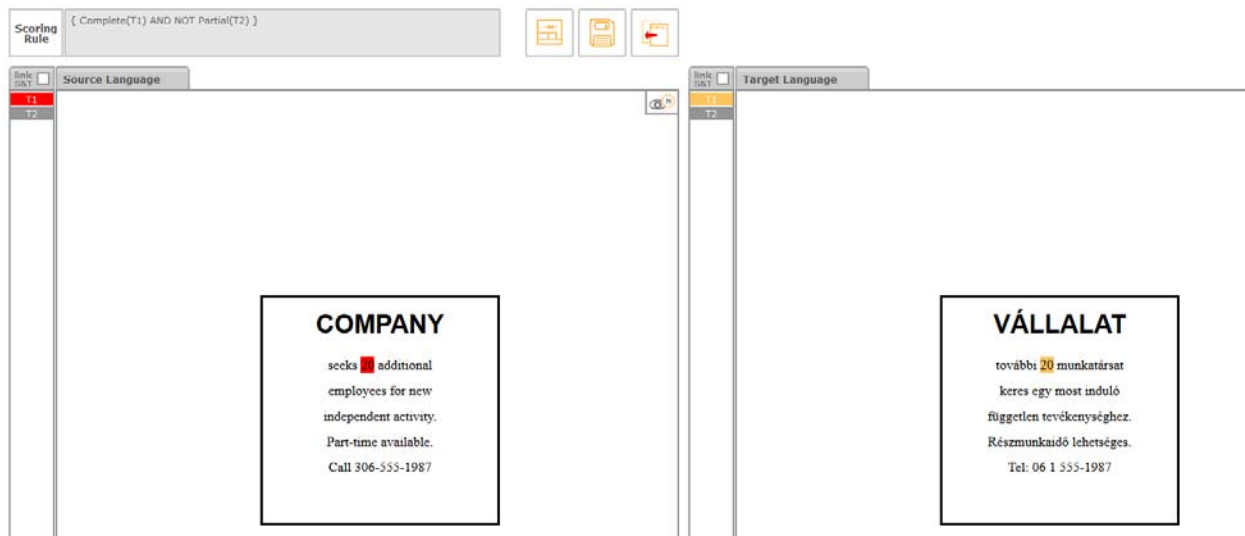 Scoring Rule
{ Complete(T1) AND NOT Partial(T2) }
link S&T
Source Language
T1
T2
N
COMPANY
seeks 20 additional
employees for new
independent activity.
Part-time available.
Call 306-555-1987
link S&T
Target Language
T1
T2
VÁLLALAT
további 20 munkatársat
keres egy most induló
független tevékenységhez.
Részmunkaidő lehetséges.
Tel: 06 1 555-1987